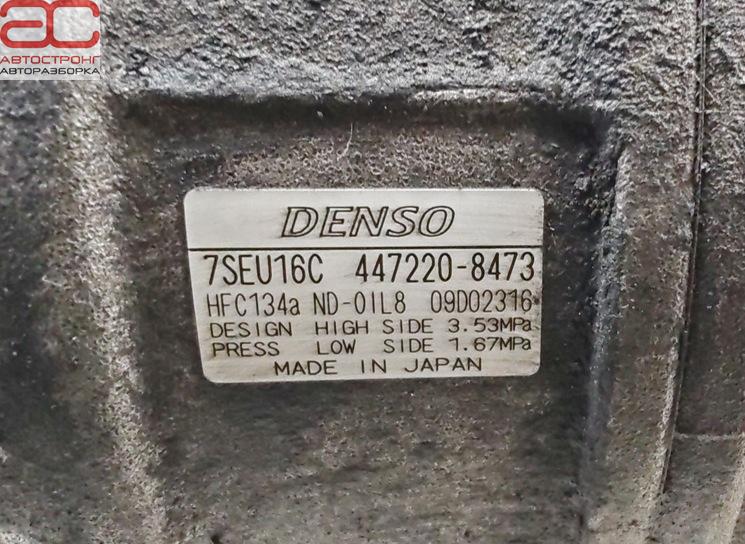 АС
АВТОСТРОНГ
АВТОРАЗБОРКА
DENSO
7SEU16C 447220-8473
HFC134a ND-OIL8 09D02316
DESIGN HIGH SIDE 3.53MPa
PRESS LOW SIDE 1.67MPa
MADE IN JAPAN